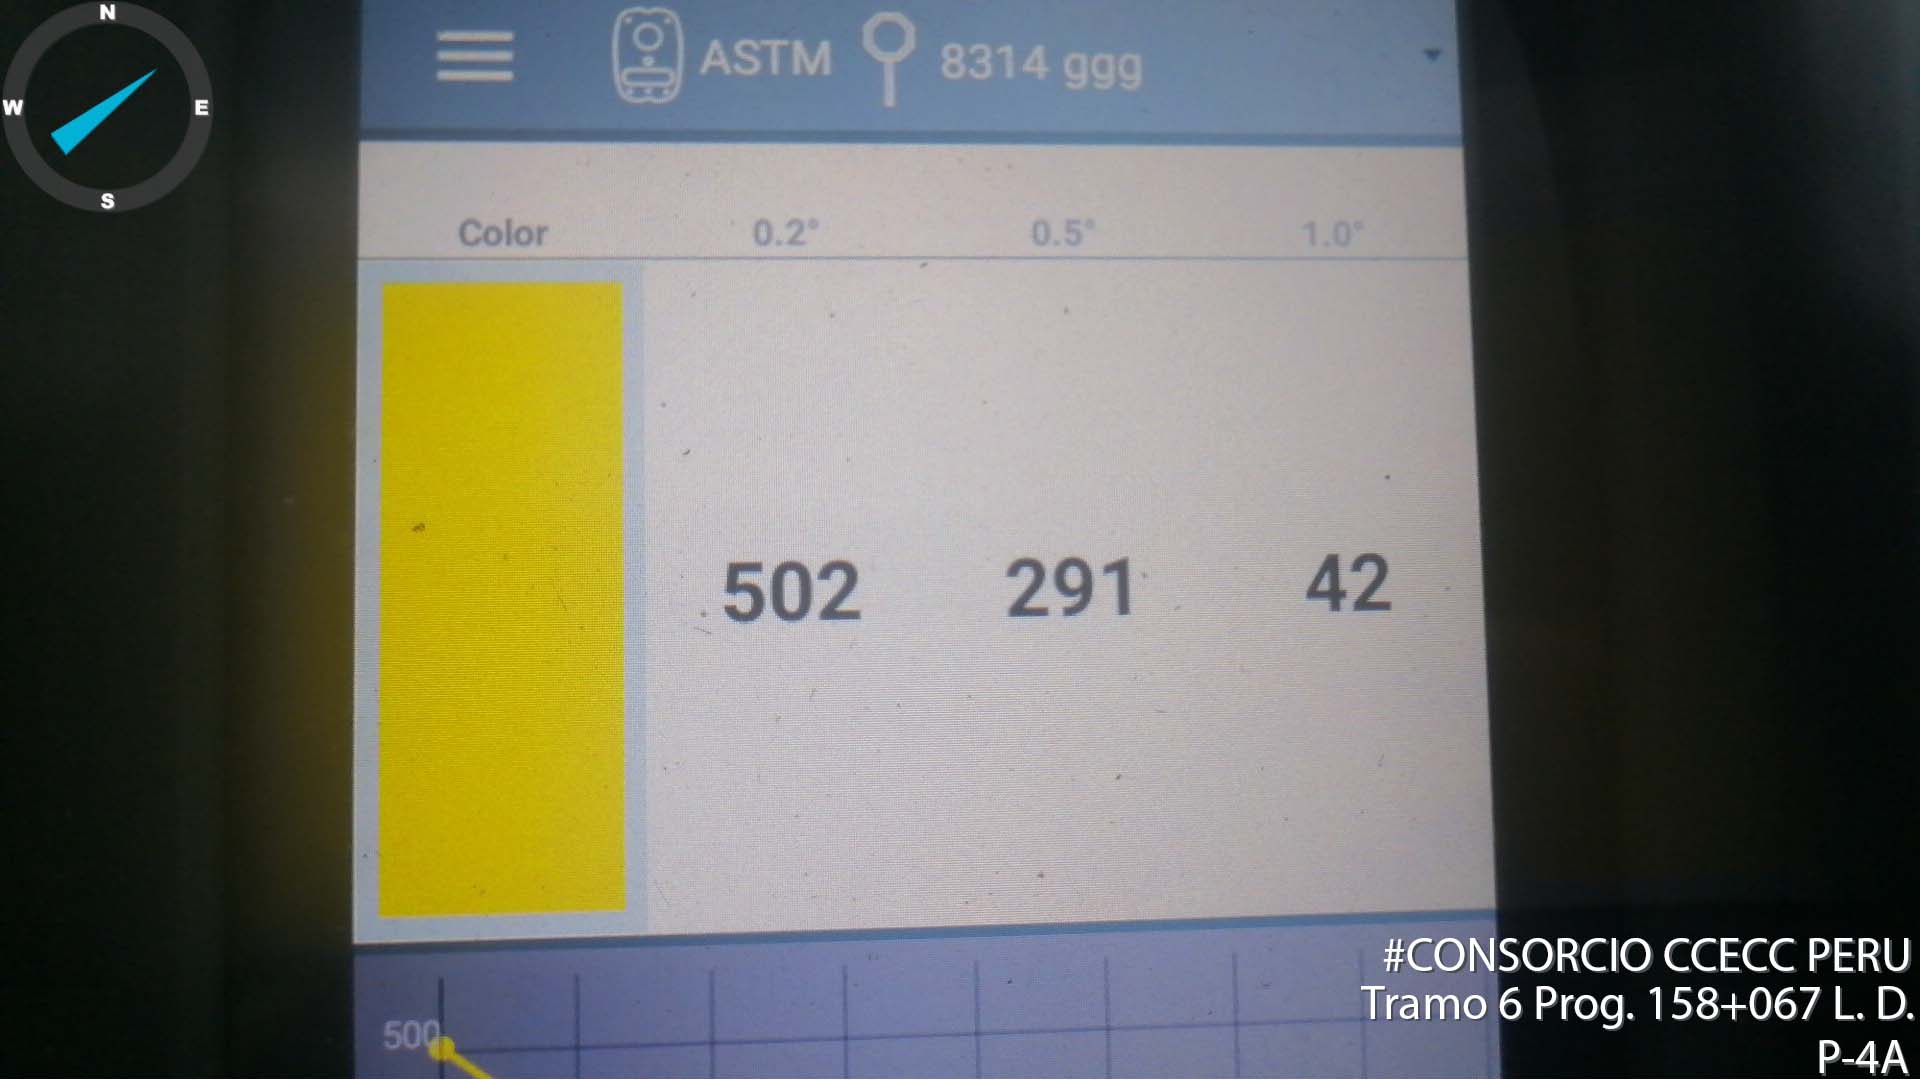 N
W
E
S
ASTM 8314 ggg
Color 0.2° 0.5° 1.0°
502 291 42
500
#CONSORCIO CCECC PERU
Tramo 6 Prog. 158+067 L. D.
P-4A